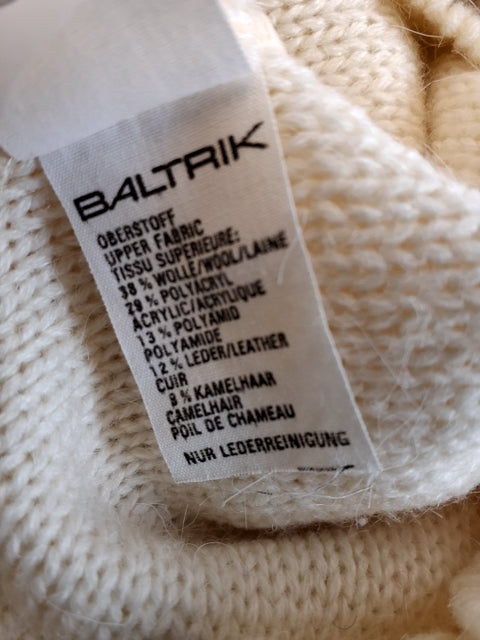 BALTRIK
OBERSTOFF
UPPER FABRIC
TISSU SUPERIEURE:
38 % WOLLE/WOOL/LAINE
29 % POLYACRYL
ACRYLIC/ACRYLIQUE
13 % POLYAMID
POLYAMIDE
12 % LEDER/LEATHER
CUIR
8 % KAMELHAAR
CAMELHAIR
POIL DE CHAMEAU
NUR LEDERREINIGUNG